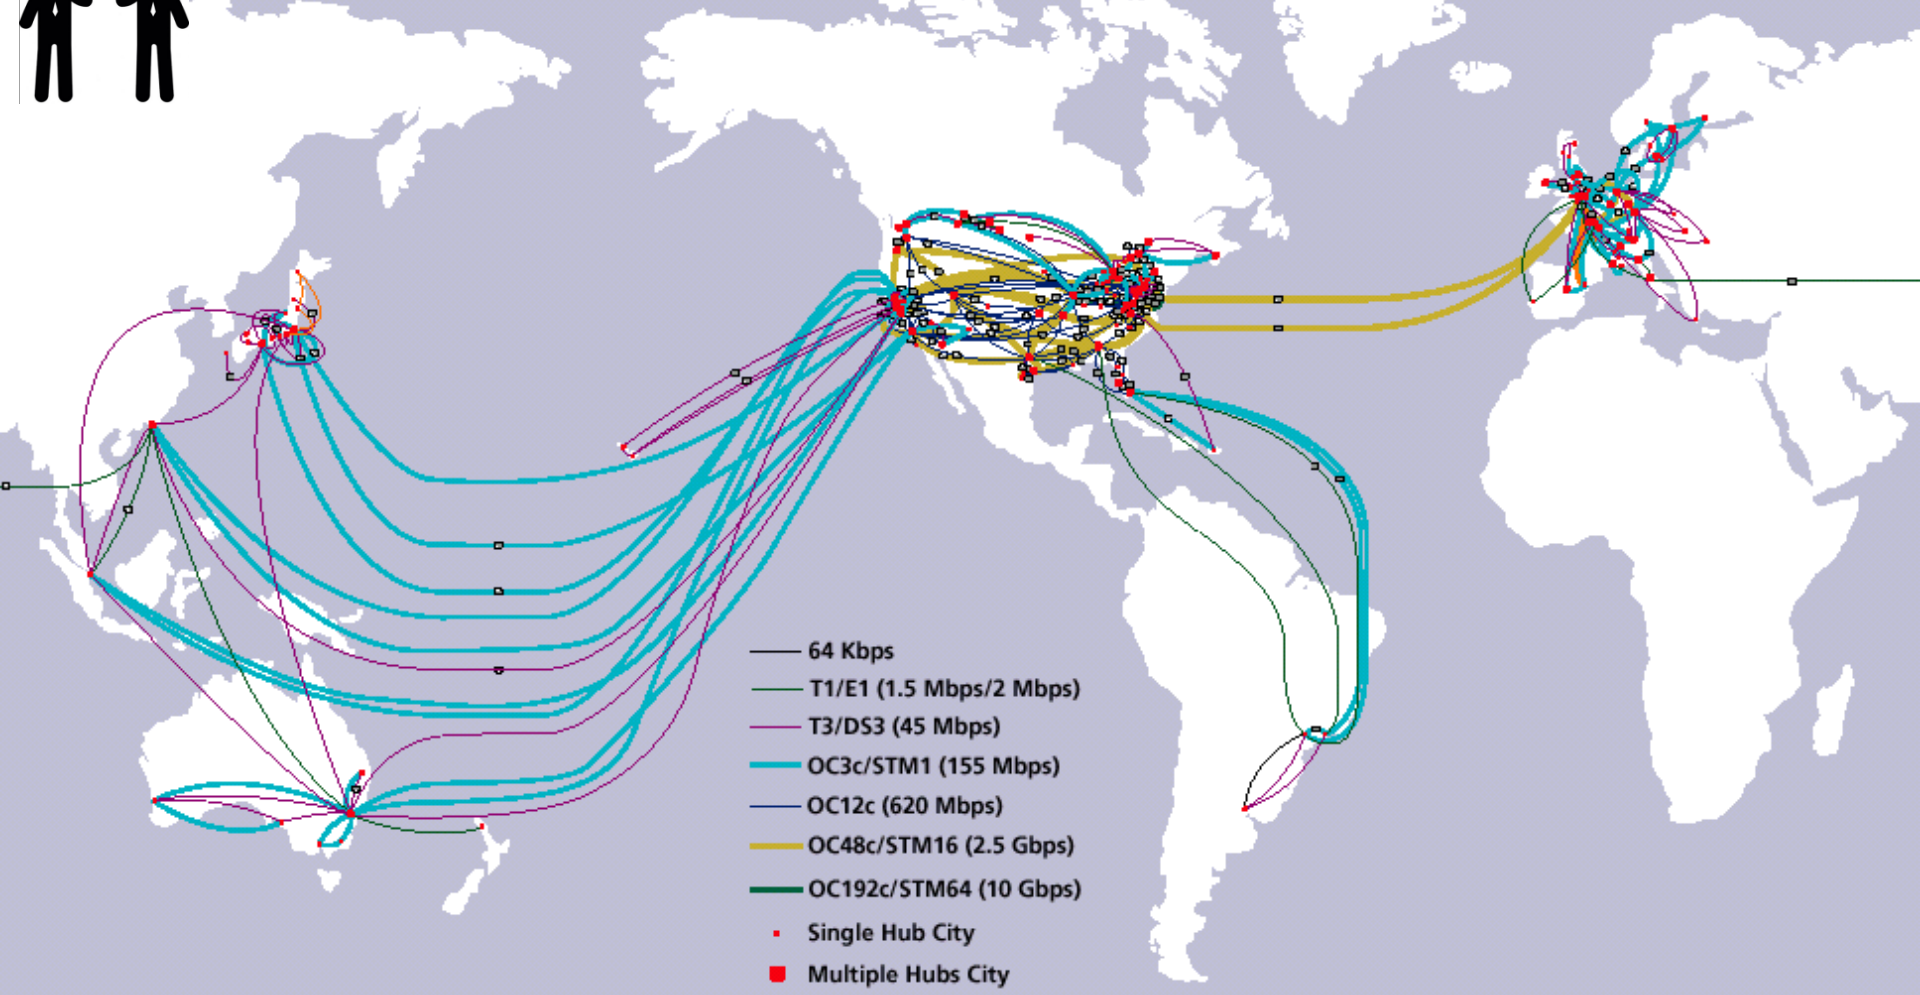 64 Kbps
T1/E1 (1.5 Mbps/2 Mbps)
T3/DS3 (45 Mbps)
OC3c/STM1 (155 Mbps)
OC12c (620 Mbps)
OC48c/STM16 (2.5 Gbps)
OC192c/STM64 (10 Gbps)
Single Hub City
Multiple Hubs City